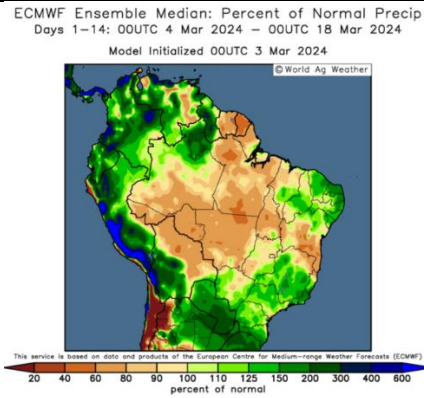 ECMWF Ensemble Median: Percent of Normal Precip
Days 1-14: 00UTC 4 Mar 2024 - 00UTC 18 Mar 2024
Model Initialized 00UTC 3 Mar 2024
© World Ag Weather
This service is based on data and products of the European Centre for Medium-range Weather Forecasts (ECMWF)
20 40 60 80 90 100 110 125 150 200 300 400 600
percent of normal